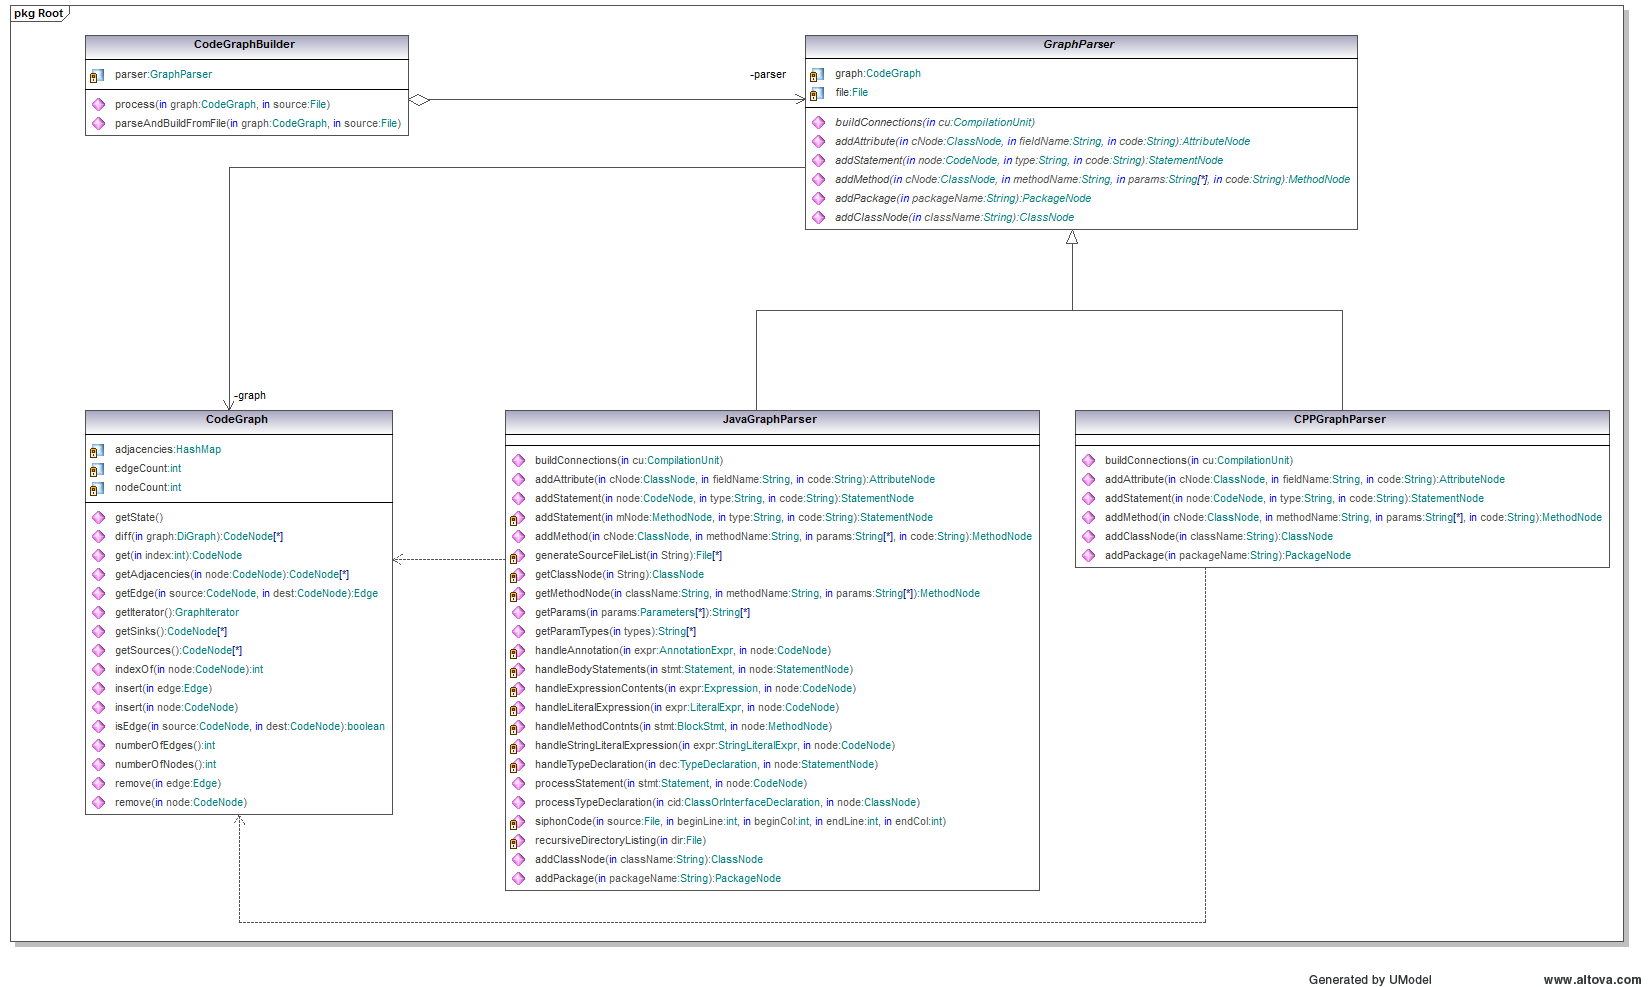 pkg Root
CodeGraphBuilder
parser:GraphParser
process(in graph:CodeGraph, in source:File)
parseAndBuildFromFile(in graph:CodeGraph, in source:File)
-parser
GraphParser
graph:CodeGraph
file:File
buildConnections(in cu:CompilationUnit)
addAttribute(in cNode:ClassNode, in fieldName:String, in code:String):AttributeNode
addStatement(in node:CodeNode, in type:String, in code:String):StatementNode
addMethod(in cNode:ClassNode, in methodName:String, in params:String[*], in code:String):MethodNode
addPackage(in packageName:String):PackageNode
addClassNode(in className:String):ClassNode
-graph
CodeGraph
adjacencies:HashMap
edgeCount:int
nodeCount:int
getState()
diff(in graph:DiGraph):CodeNode[*]
get(in index:int):CodeNode
getAdjacencies(in node:CodeNode):CodeNode[*]
getEdge(in source:CodeNode, in dest:CodeNode):Edge
getIterator():GraphIterator
getSinks():CodeNode[*]
getSources():CodeNode[*]
indexOf(in node:CodeNode):int
insert(in edge:Edge)
insert(in node:CodeNode)
isEdge(in source:CodeNode, in dest:CodeNode):boolean
numberOfEdges():int
numberOfNodes():int
remove(in edge:Edge)
remove(in node:CodeNode)
JavaGraphParser
buildConnections(in cu:CompilationUnit)
addAttribute(in cNode:ClassNode, in fieldName:String, in code:String):AttributeNode
addStatement(in node:CodeNode, in type:String, in code:String):StatementNode
addStatement(in mNode:MethodNode, in type:String, in code:String):StatementNode
addMethod(in cNode:ClassNode, in methodName:String, in params:String[*], in code:String):MethodNode
generateSourceFileList(in String):File[*]
getClassNode(in String):ClassNode
getMethodNode(in className:String, in methodName:String, in params:String[*]):MethodNode
getParams(in params:Parameters[*]):String[*]
getParamTypes(in types):String[*]
handleAnnotation(in expr:AnnotationExpr, in node:CodeNode)
handleBodyStatements(in stmt:Statement, in node:StatementNode)
handleExpressionContents(in expr:Expression, in node:CodeNode)
handleLiteralExpression(in expr:LiteralExpr, in node:CodeNode)
handleMethodContnts(in stmt:BlockStmt, in node:MethodNode)
handleStringLiteralExpression(in expr:StringLiteralExpr, in node:CodeNode)
handleTypeDeclaration(in dec:TypeDeclaration, in node:StatementNode)
processStatement(in stmt:Statement, in node:CodeNode)
processTypeDeclaration(in cid:ClassOrInterfaceDeclaration, in node:ClassNode)
siphonCode(in source:File, in beginLine:int, in beginCol:int, in endLine:int, in endCol:int)
recursiveDirectoryListing(in dir:File)
addClassNode(in className:String):ClassNode
addPackage(in packageName:String):PackageNode
CPPGraphParser
buildConnections(in cu:CompilationUnit)
addAttribute(in cNode:ClassNode, in fieldName:String, in code:String):AttributeNode
addStatement(in node:CodeNode, in type:String, in code:String):StatementNode
addMethod(in cNode:ClassNode, in methodName:String, in params:String[*], in code:String):MethodNode
addClassNode(in className:String):ClassNode
addPackage(in packageName:String):PackageNode
Generated by UModel
www.altova.com